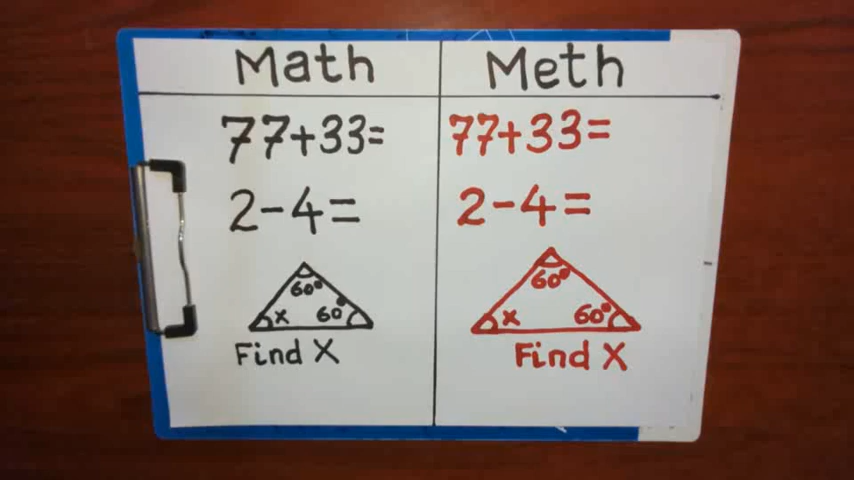 Math
77+33=
2-4=
60°
x 60°
Find X
Meth
77+33=
2-4=
60°
x 60°
Find X